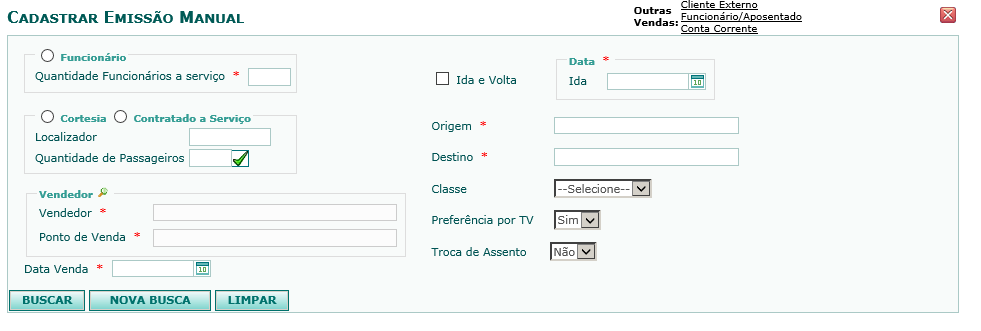 CADASTRAR EMISSÃO MANUAL
Outras Vendas:
Cliente Externo
Funcionário/Aposentado
Conta Corrente
Funcionário
Quantidade Funcionários a serviço *
Cortesia Contratado a Serviço
Localizador
Quantidade de Passageiros
Vendedor
Vendedor *
Ponto de Venda *
Data Venda * 10
Ida e Volta
Data *
Ida 10
Origem *
Destino *
Classe --Selecione--
Preferência por TV Sim
Troca de Assento Não
BUSCAR NOVA BUSCA LIMPAR